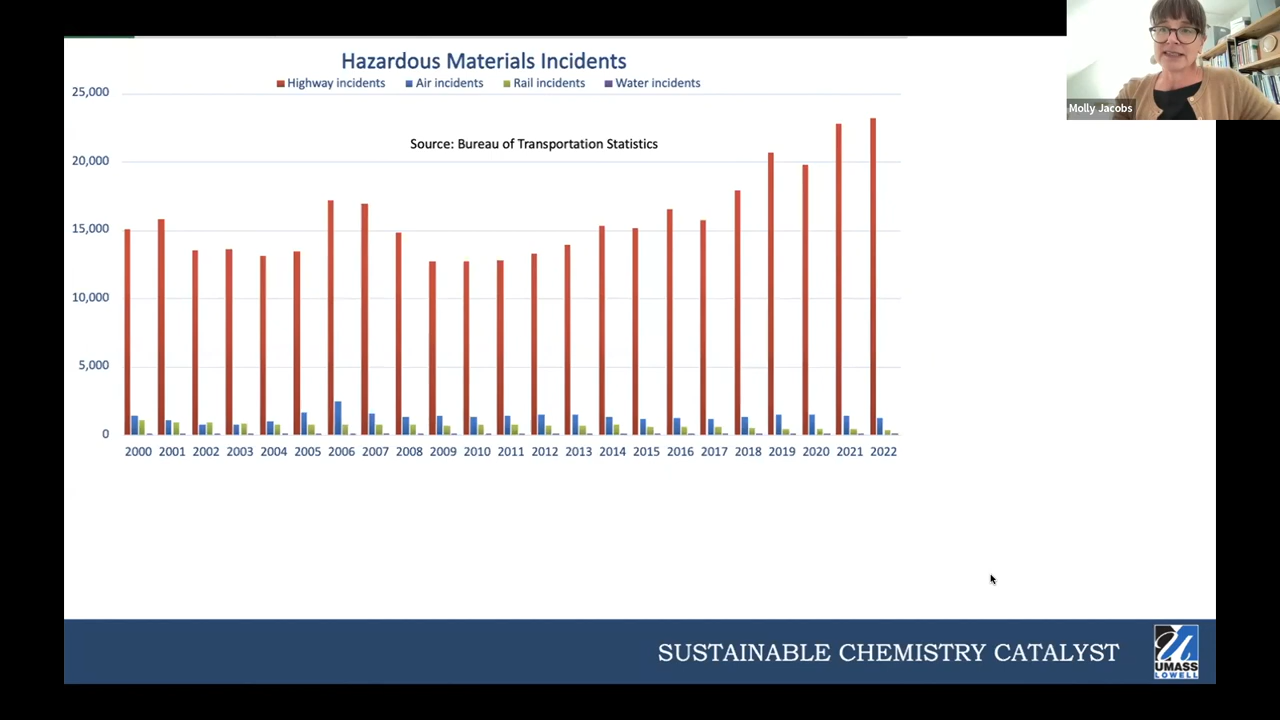 Hazardous Materials Incidents
Highway incidents Air incidents Rail incidents Water incidents
25,000
Source: Bureau of Transportation Statistics
20,000
15,000
10,000
5,000
0
2000 2001 2002 2003 2004 2005 2006 2007 2008 2009 2010 2011 2012 2013 2014 2015 2016 2017 2018 2019 2020 2021 2022
Molly Jacobs
SUSTAINABLE CHEMISTRY CATALYST
UMASS
LOWELL